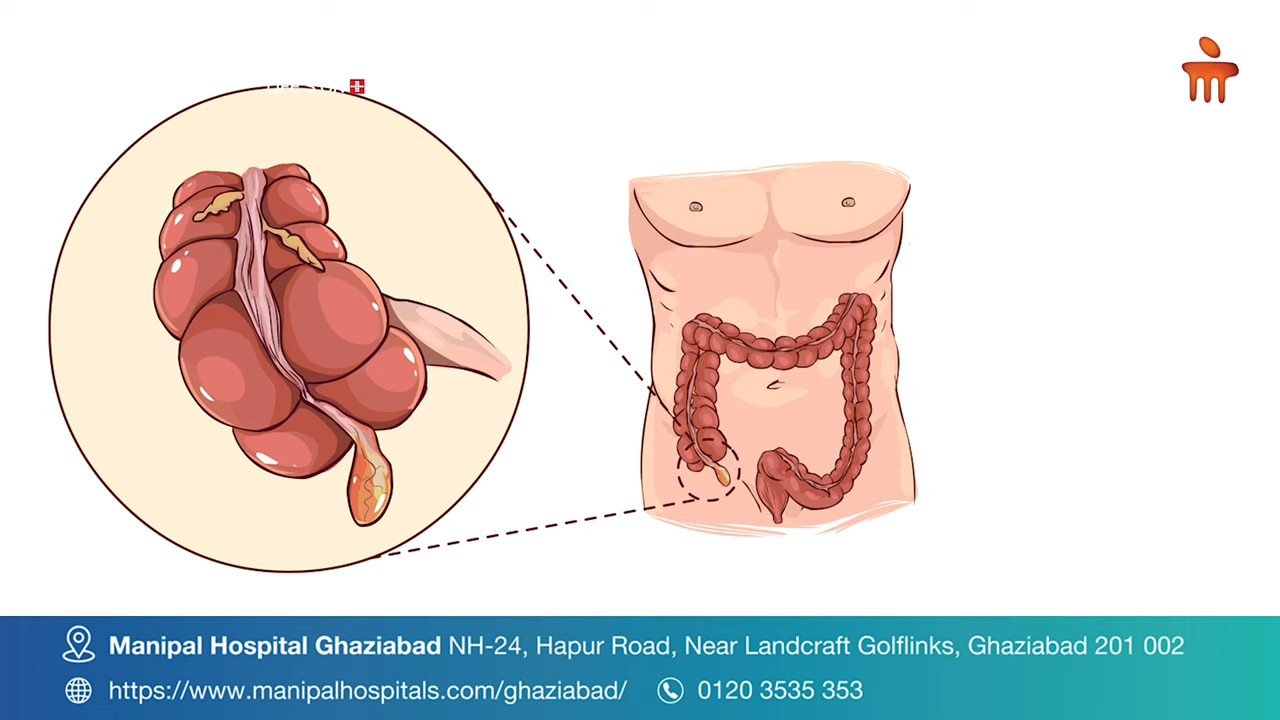 Manipal Hospital Ghaziabad NH-24, Hapur Road, Near Landcraft Golflinks, Ghaziabad 201 002
https://www.manipalhospitals.com/ghaziabad/ 0120 3535 353